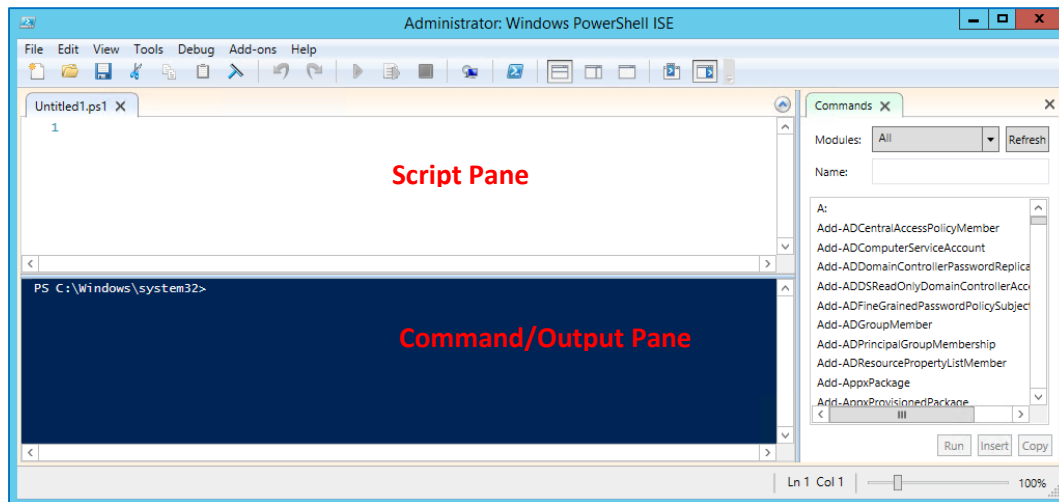 Administrator: Windows PowerShell ISE
File Edit View Tools Debug Add-ons Help
Untitled1.ps1
1
Script Pane
PS C:\Windows\system32>
Command/Output Pane
Commands
Modules: All Refresh
Name:
A:
Add-ADCentralAccessPolicyMember
Add-ADComputerServiceAccount
Add-ADDomainControllerPasswordReplica
Add-ADDSReadOnlyDomainControllerAcc
Add-ADFineGrainedPasswordPolicySubject
Add-ADGroupMember
Add-ADPrincipalGroupMembership
Add-ADResourcePropertyListMember
Add-AppxPackage
Add-AppxProvisionedPackage
Run Insert Copy
Ln 1 Col 1 100%